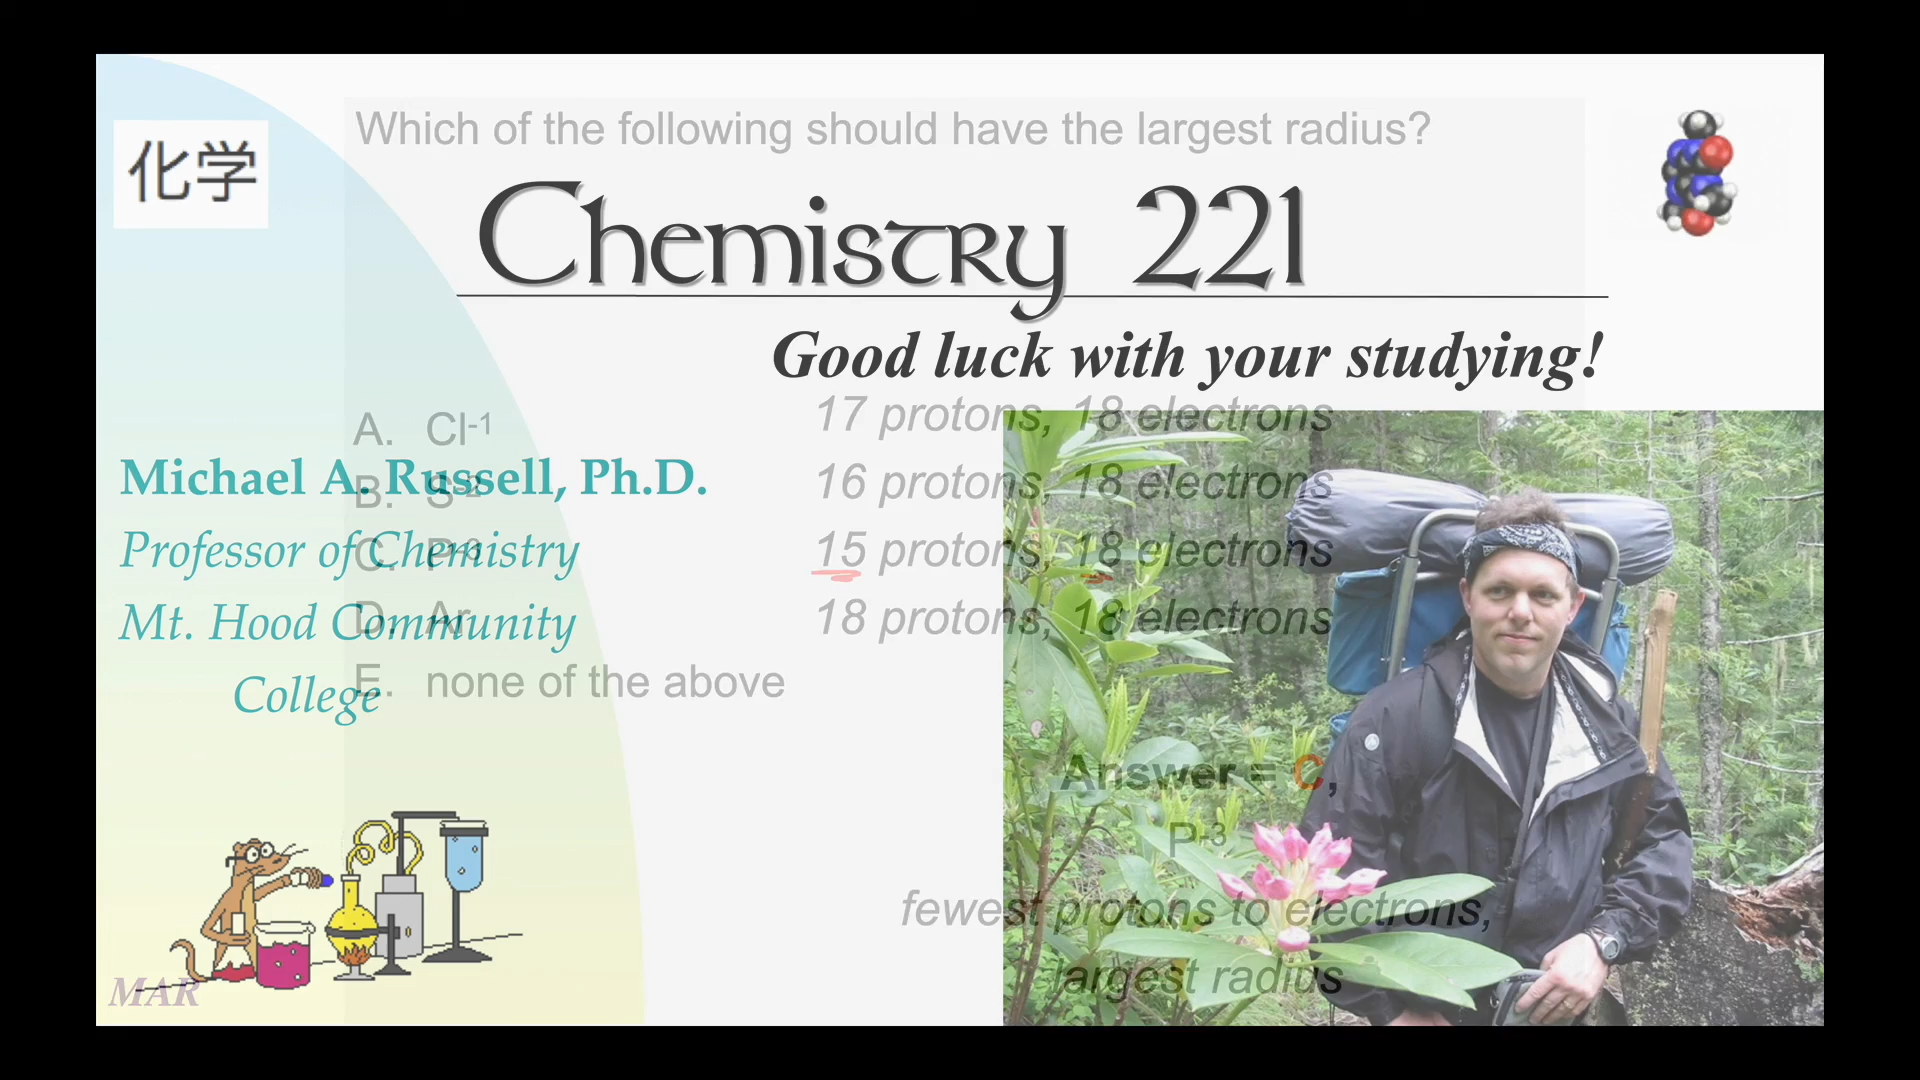 Which of the following should have the largest radius?
化学
Chemistry 221
Good luck with your studying!
A. Cl-1
17 protons, 18 electrons
Michael A. Russell, Ph.D.
B. S-2
16 protons, 18 electrons
Professor of Chemistry
C. P-3
15 protons, 18 electrons
Mt. Hood Community
D. Ar
18 protons, 18 electrons
College
E. none of the above
Answer = C,
P-3
fewest protons to electrons,
largest radius
MAR